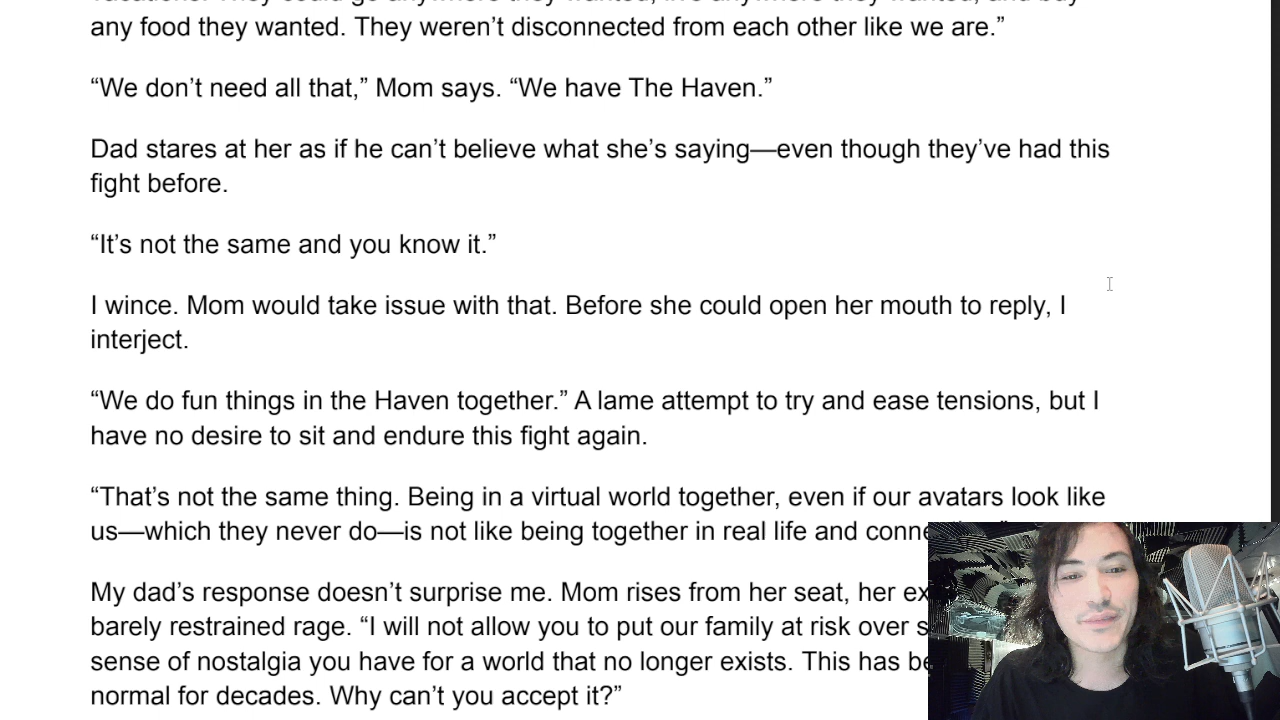 any food they wanted. They weren’t disconnected from each other like we are.”
“We don’t need all that,” Mom says. “We have The Haven.”
Dad stares at her as if he can’t believe what she’s saying—even though they’ve had this
fight before.
“It’s not the same and you know it.”
I wince. Mom would take issue with that. Before she could open her mouth to reply, I
interject.
“We do fun things in the Haven together.” A lame attempt to try and ease tensions, but I
have no desire to sit and endure this fight again.
“That’s not the same thing. Being in a virtual world together, even if our avatars look like
us—which they never do—is not like being together in real life and
My dad’s response doesn’t surprise me. Mom rises from her seat, her
barely restrained rage. “I will not allow you to put our family at risk over
sense of nostalgia you have for a world that no longer exists. This has
normal for decades. Why can’t you accept it?”